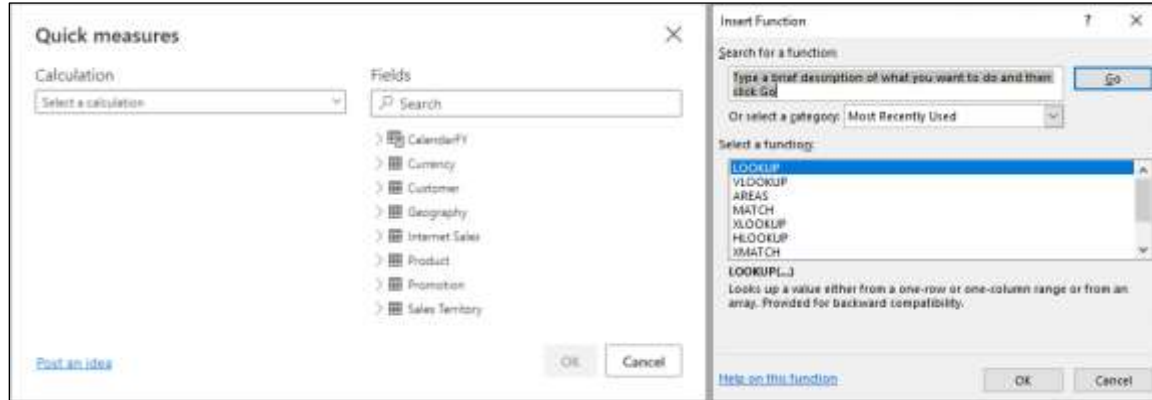 Quick measures
Calculation
Select a calculation
Fields
Search
CalenderFY
Currency
Customer
Geography
Internet Sales
Product
Promotion
Sales Territory
Post an idea
OK
Cancel
Insert Function
?
Search for a function:
Type a brief description of what you want to do and then
click Go
Go
Or select a category: Most Recently Used
Select a function:
LOOKUP
VLOOKUP
AREAS
MATCH
XLOOKUP
HLOOKUP
XMATCH
LOOKUP(...)
Looks up a value either from a one-row or one-column range or from an
array. Provided for backward compatibility.
Help on this function
OK
Cancel